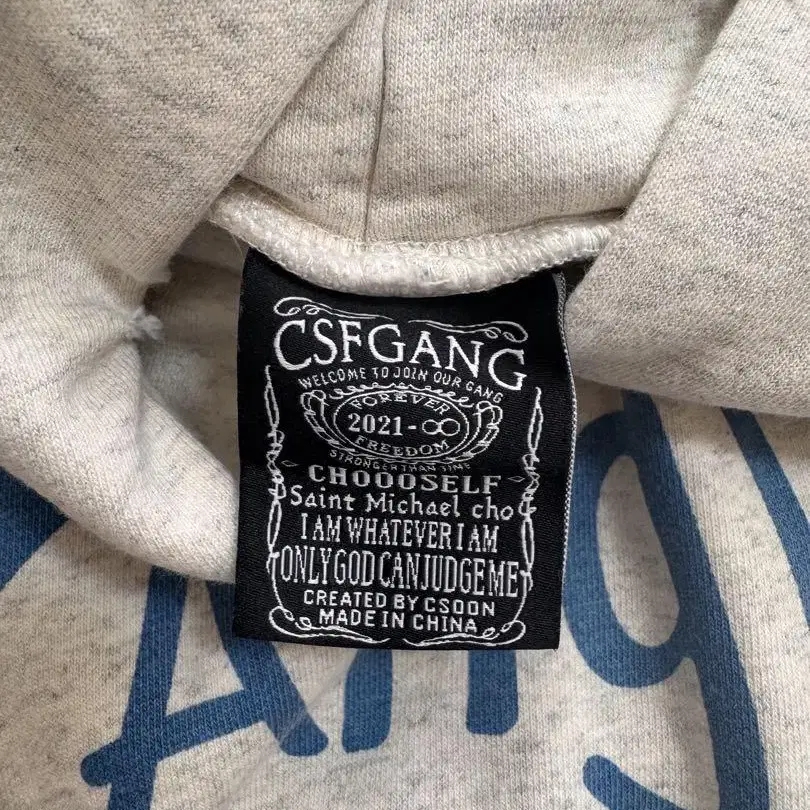 CSFGANG
WELCOME TO JOIN OUR GANG
FOREVER
2021-∞
FREEDOM
STRONGER THAN TIME
CHOOOSELF
Saint Michael cho
I AM WHATEVER I AM
ONLY GOD CAN JUDGE ME
CREATED BY CSOON
MADE IN CHINA
Ang